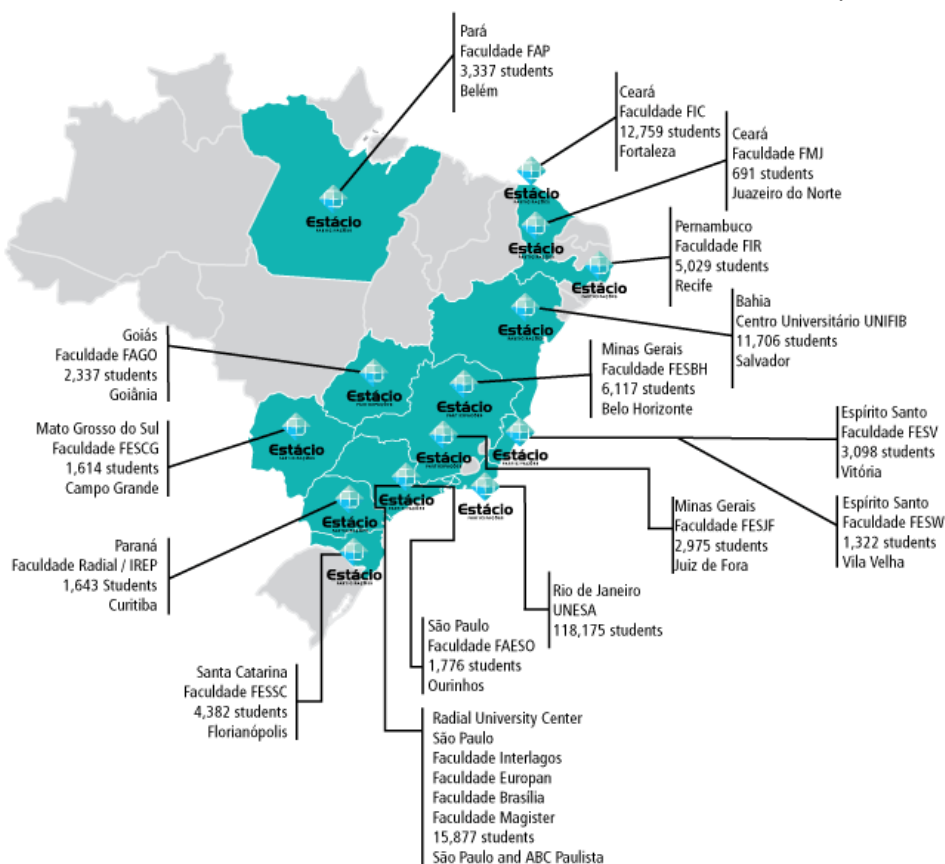 Pará
Faculdade FAP
3,337 students
Belém
Ceará
Faculdade FIC
12,759 students
Fortaleza
Ceará
Faculdade FMJ
691 students
Juazeiro do Norte
Pernambuco
Faculdade FIR
5,029 students
Recife
Bahia
Centro Universitário UNIFIB
11,706 students
Salvador
Goiás
Faculdade FAGO
2,337 students
Goiânia
Minas Gerais
Faculdade FESBH
6,117 students
Belo Horizonte
Mato Grosso do Sul
Faculdade FESCG
1,614 students
Campo Grande
Espírito Santo
Faculdade FESV
3,098 students
Vitória
Minas Gerais
Faculdade FESJF
2,975 students
Juiz de Fora
Espírito Santo
Faculdade FESW
1,322 students
Vila Velha
Paraná
Faculdade Radial / IREP
1,643 Students
Curitiba
Rio de Janeiro
UNESA
118,175 students
São Paulo
Faculdade FAESO
1,776 students
Ourinhos
Santa Catarina
Faculdade FESSC
4,382 students
Florianópolis
Radial University Center
São Paulo
Faculdade Interlagos
Faculdade Europan
Faculdade Brasília
Faculdade Magister
15,877 students
São Paulo and ABC Paulista
Estácio
Estácio
Estácio
Estácio
Estácio
Estácio
Estácio
Estácio
Estácio
Estácio
Estácio
Estácio
Estácio
Estácio